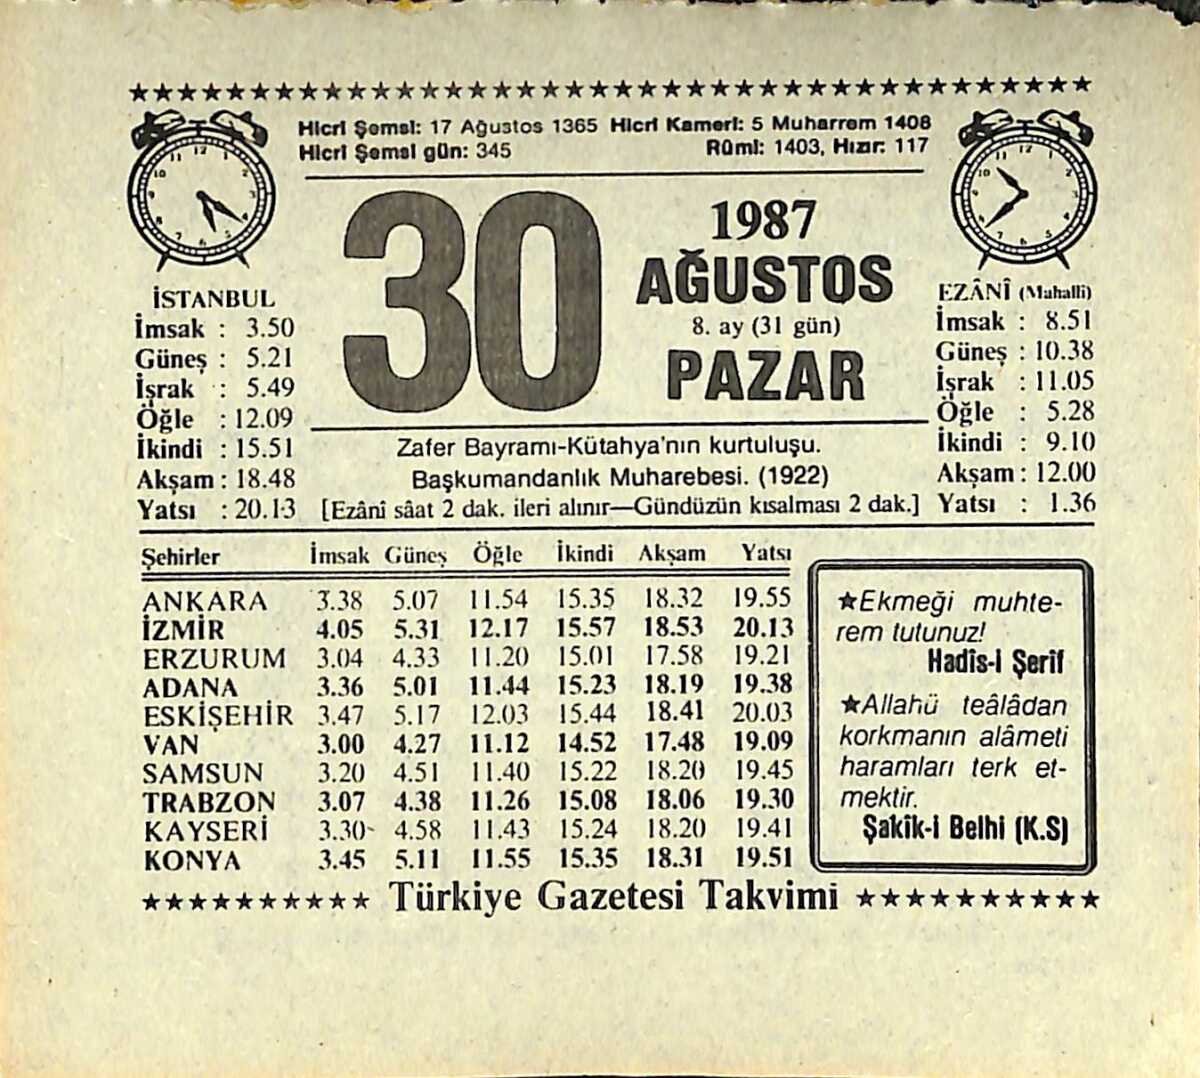 Hicrî Şemsî: 17 Ağustos 1365 Hicrî Kamerî: 5 Muharrem 1408
Hicrî Şemsî gün: 345 Rûmî: 1403, Hızır: 117
30
1987
AĞUSTOS
8. ay (31 gün)
PAZAR
İSTANBUL
İmsak : 3.50
Güneş : 5.21
İşrak : 5.49
Öğle : 12.09
İkindi : 15.51
Akşam : 18.48
Yatsı : 20.13
EZÂNÎ (Mahallî)
İmsak : 8.51
Güneş : 10.38
İşrak : 11.05
Öğle : 5.28
İkindi : 9.10
Akşam : 12.00
Yatsı : 1.36
Zafer Bayramı-Kütahya'nın kurtuluşu.
Başkumandanlık Muharebesi. (1922)
[Ezânî sâat 2 dak. ileri alınır—Gündüzün kısalması 2 dak.]
Şehirler İmsak Güneş Öğle İkindi Akşam Yatsı
ANKARA 3.38 5.07 11.54 15.35 18.32 19.55
İZMİR 4.05 5.31 12.17 15.57 18.53 20.13
ERZURUM 3.04 4.33 11.20 15.01 17.58 19.21
ADANA 3.36 5.01 11.44 15.23 18.19 19.38
ESKİŞEHİR 3.47 5.17 12.03 15.44 18.41 20.03
VAN 3.00 4.27 11.12 14.52 17.48 19.09
SAMSUN 3.20 4.51 11.40 15.22 18.20 19.45
TRABZON 3.07 4.38 11.26 15.08 18.06 19.30
KAYSERİ 3.30 4.58 11.43 15.24 18.20 19.41
KONYA 3.45 5.11 11.55 15.35 18.31 19.51
★Ekmeği muhte-
rem tutunuz!
Hadîs-i Şerif
★Allahü teâlâdan
korkmanın alâmeti
haramları terk et-
mektir.
Şakîk-i Belhi (K.S)
★★★★★★★★★★ Türkiye Gazetesi Takvimi ★★★★★★★★★★